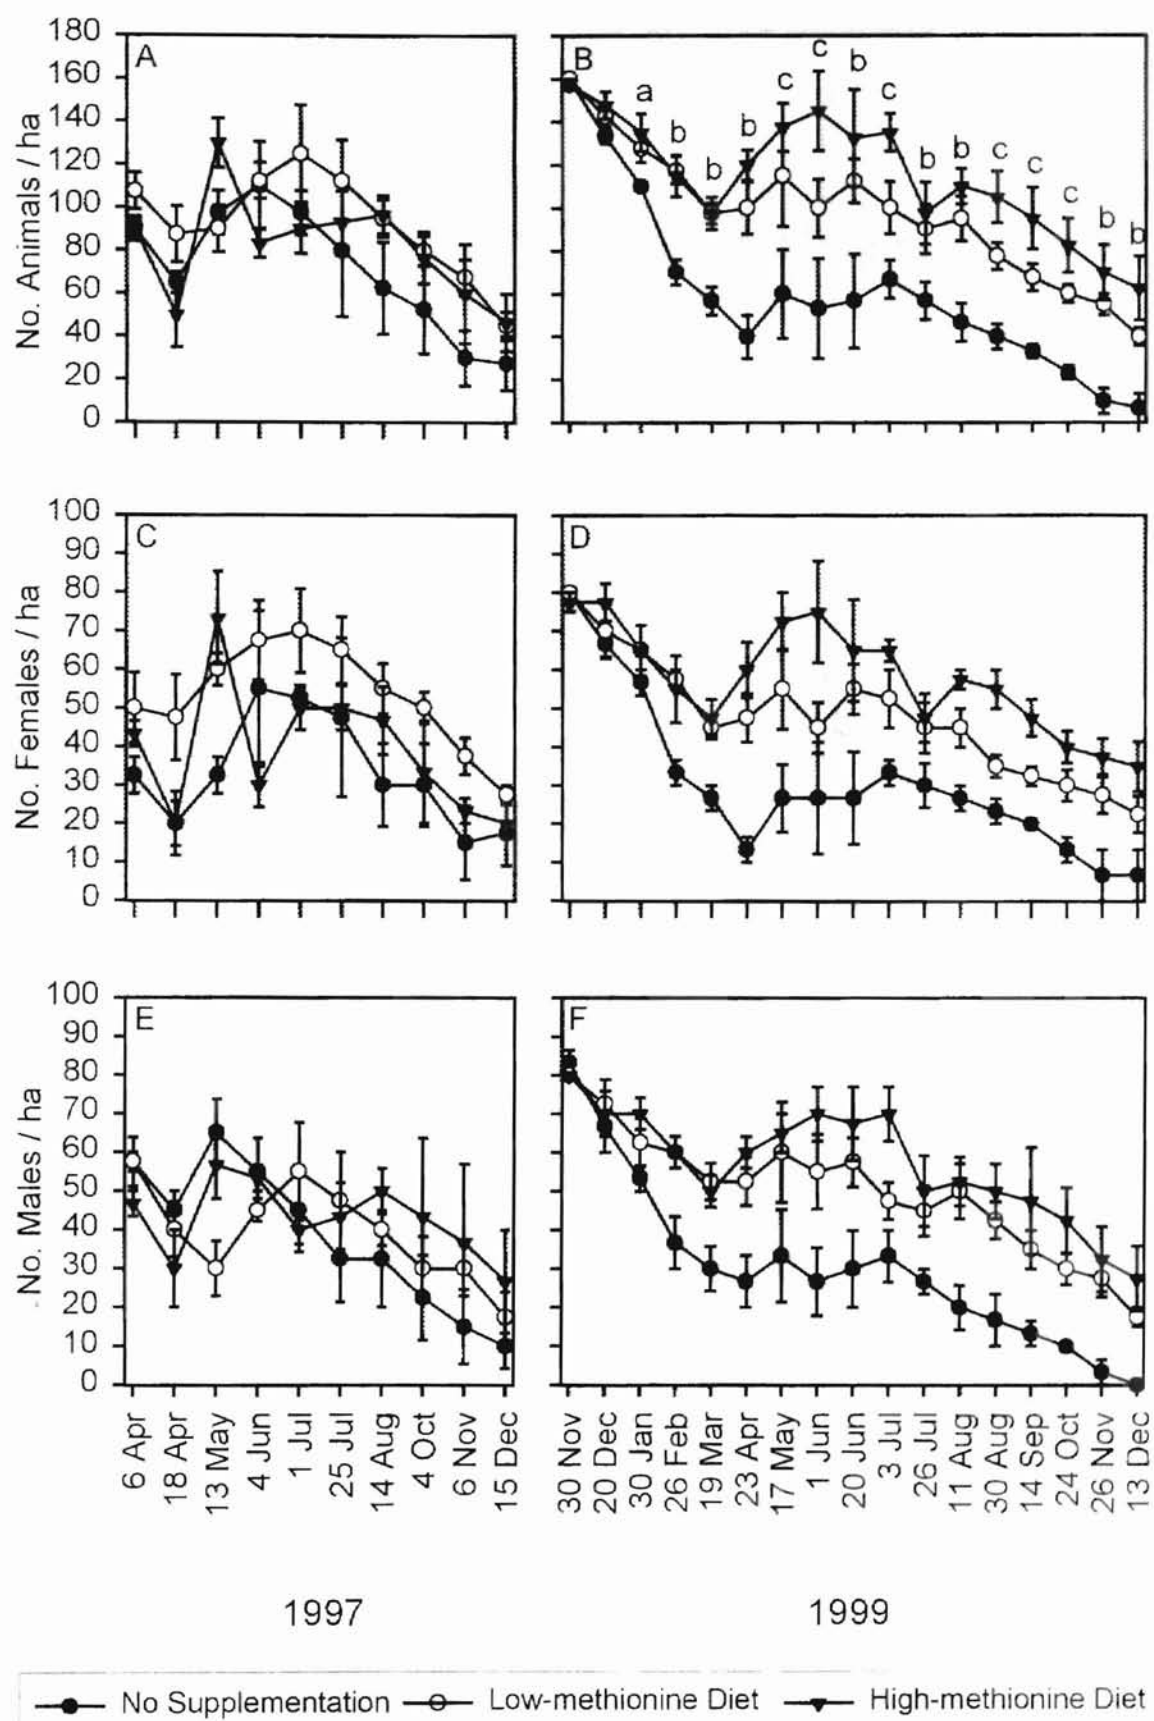 180
160
140
120
100
80
60
40
20
0
No. Animals / ha
A
B
a
b
b
b
c
c
b
c
b
b
c
c
c
b
b
100
90
80
70
60
50
40
30
20
10
0
No. Females / ha
C
D
100
90
80
70
60
50
40
30
20
10
0
No. Males / ha
E
F
6 Apr
18 Apr
13 May
4 Jun
1 Jul
25 Jul
14 Aug
4 Oct
6 Nov
15 Dec
30 Nov
20 Dec
30 Jan
26 Feb
19 Mar
23 Apr
17 May
1 Jun
20 Jun
3 Jul
26 Jul
11 Aug
30 Aug
14 Sep
24 Oct
26 Nov
13 Dec
1997
1999
No Supplementation
Low-methionine Diet
High-methionine Diet